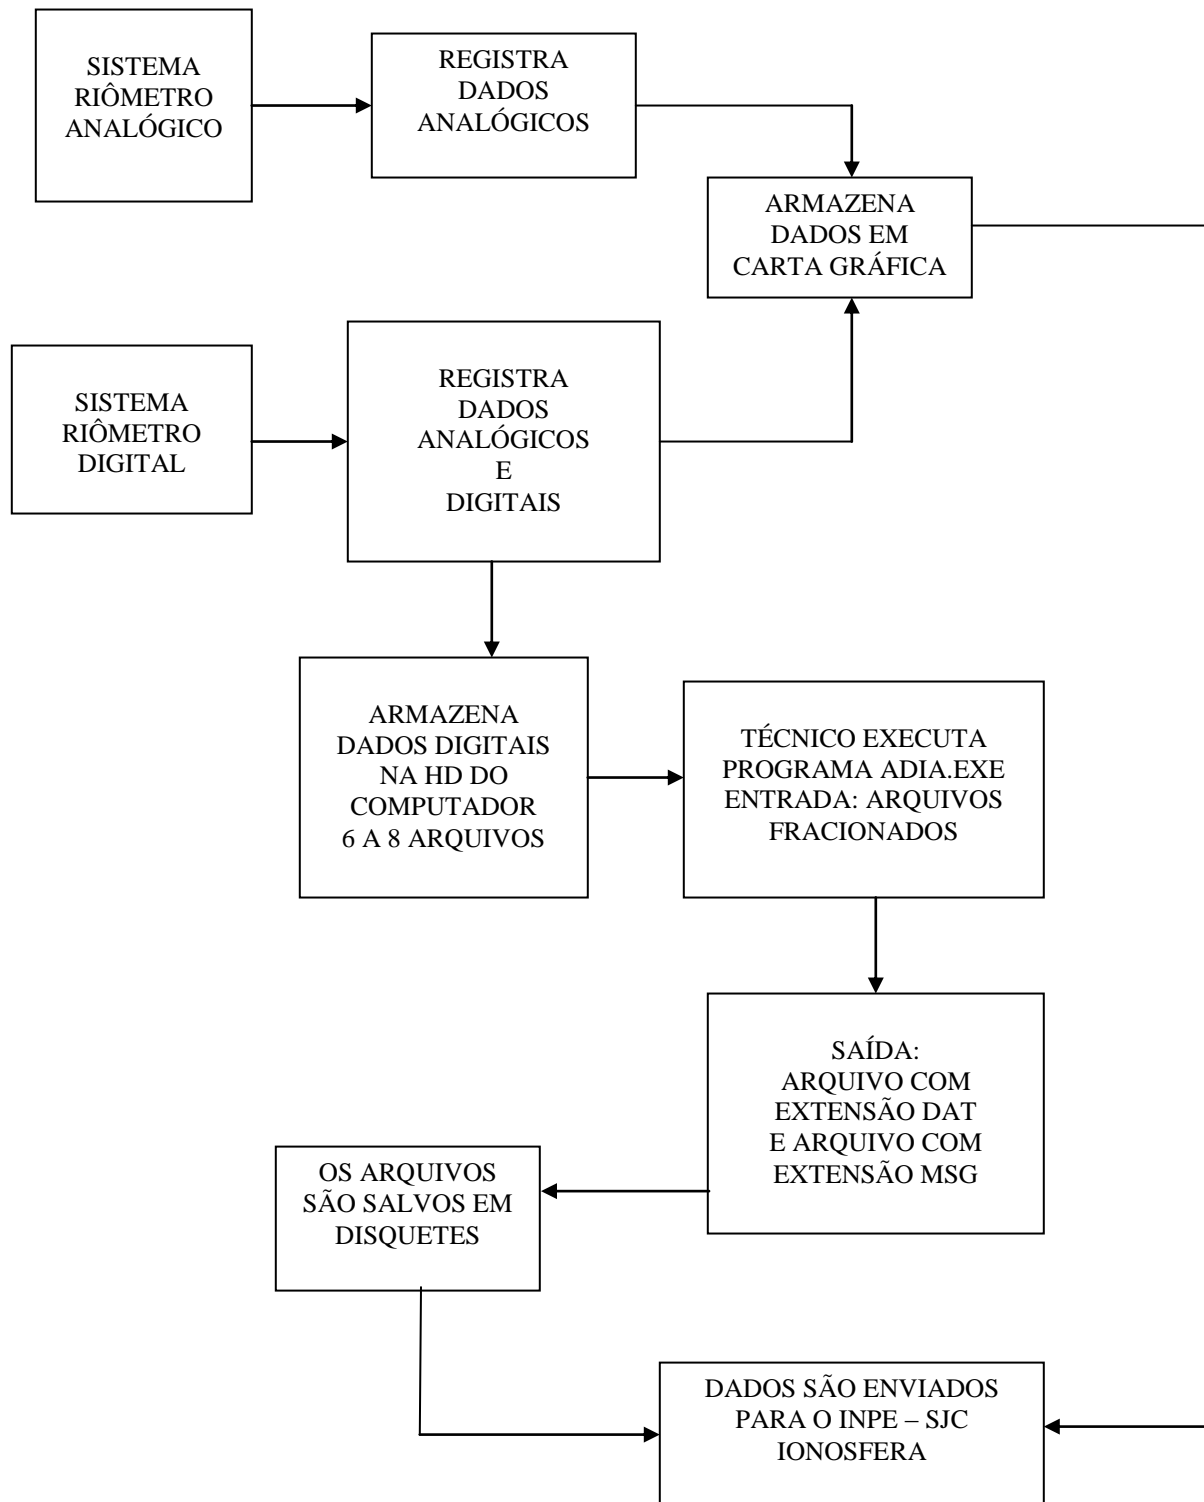 SISTEMA
RIÔMETRO
ANALÓGICO
REGISTRA
DADOS
ANALÓGICOS
ARMAZENA
DADOS EM
CARTA GRÁFICA
SISTEMA
RIÔMETRO
DIGITAL
REGISTRA
DADOS
ANALÓGICOS
E
DIGITAIS
ARMAZENA
DADOS DIGITAIS
NA HD DO
COMPUTADOR
6 A 8 ARQUIVOS
TÉCNICO EXECUTA
PROGRAMA ADIA.EXE
ENTRADA: ARQUIVOS
FRACIONADOS
SAÍDA:
ARQUIVO COM
EXTENSÃO DAT
E ARQUIVO COM
EXTENSÃO MSG
OS ARQUIVOS
SÃO SALVOS EM
DISQUETES
DADOS SÃO ENVIADOS
PARA O INPE – SJC
IONOSFERA